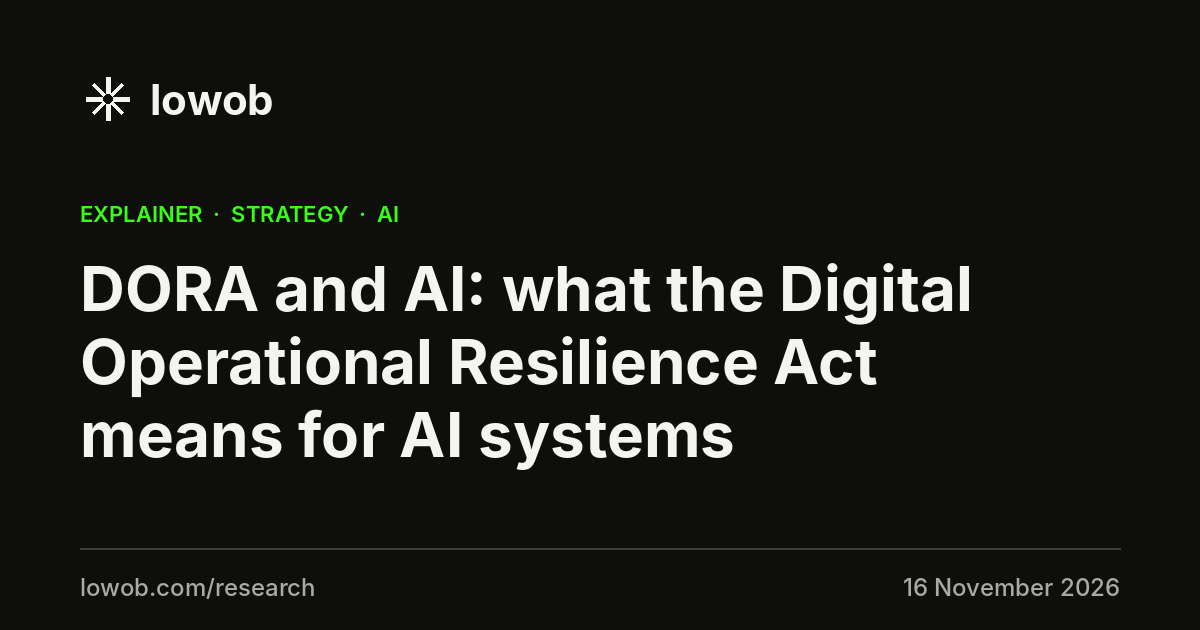 lowob
EXPLAINER · STRATEGY · AI
DORA and AI: what the Digital
Operational Resilience Act
means for AI systems
lowob.com/research
16 November 2026